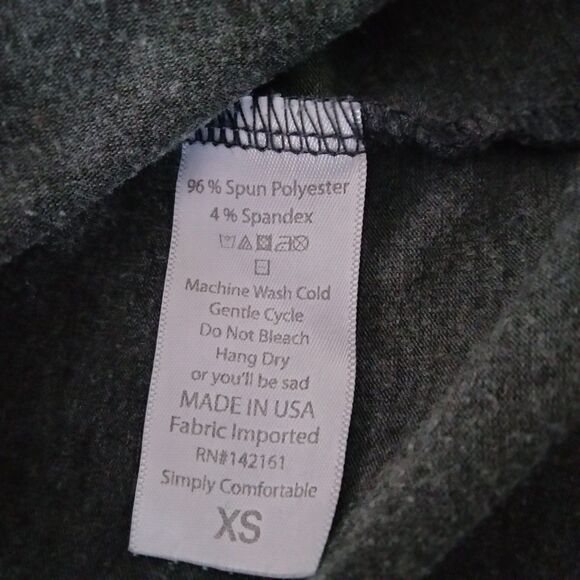 96 % Spun Polyester
4 % Spandex
Machine Wash Cold
Gentle Cycle
Do Not Bleach
Hang Dry
or you'll be sad
MADE IN USA
Fabric Imported
RN#142161
Simply Comfortable
XS